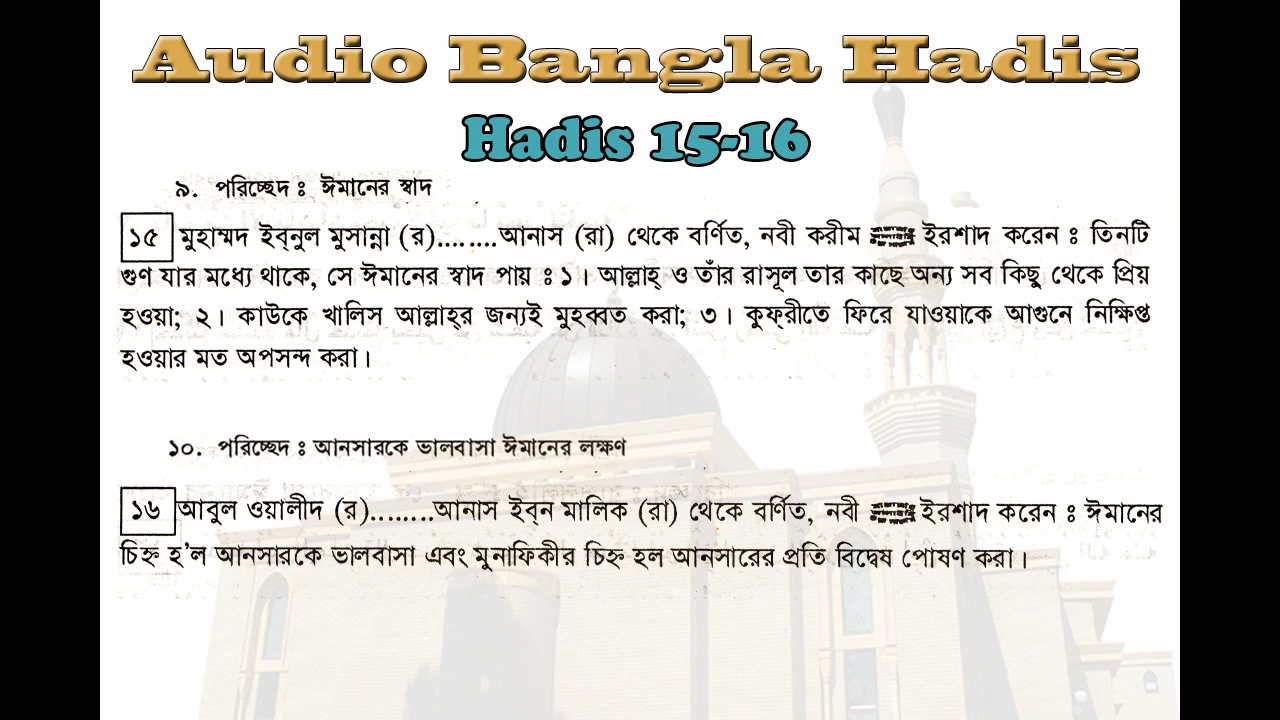 Audio Bangla Hadis
Hadis 15-16
৯. পরিচ্ছেদ ঃ ঈমানের স্বাদ
১৫ মুহাম্মদ ইব্‌নুল মুসান্না (র)........আনাস (রা) থেকে বর্ণিত, নবী করীম ইরশাদ করেন ঃ তিনটি
গুণ যার মধ্যে থাকে, সে ঈমানের স্বাদ পায় ঃ ১। আল্লাহ্ ও তাঁর রাসূল তার কাছে অন্য সব কিছু থেকে প্রিয়
হওয়া; ২। কাউকে খালিস আল্লাহ্‌র জন্যই মুহব্বত করা; ৩। কুফ্‌রীতে ফিরে যাওয়াকে আগুনে নিক্ষিপ্ত
হওয়ার মত অপসন্দ করা।
১০. পরিচ্ছেদ ঃ আনসারকে ভালবাসা ঈমানের লক্ষণ
১৬ আবুল ওয়ালীদ (র)........আনাস ইব্‌ন মালিক (রা) থেকে বর্ণিত, নবী ইরশাদ করেন ঃ ঈমানের
চিহ্ন হ'ল আনসারকে ভালবাসা এবং মুনাফিকীর চিহ্ন হল আনসারের প্রতি বিদ্বেষ পোষণ করা।